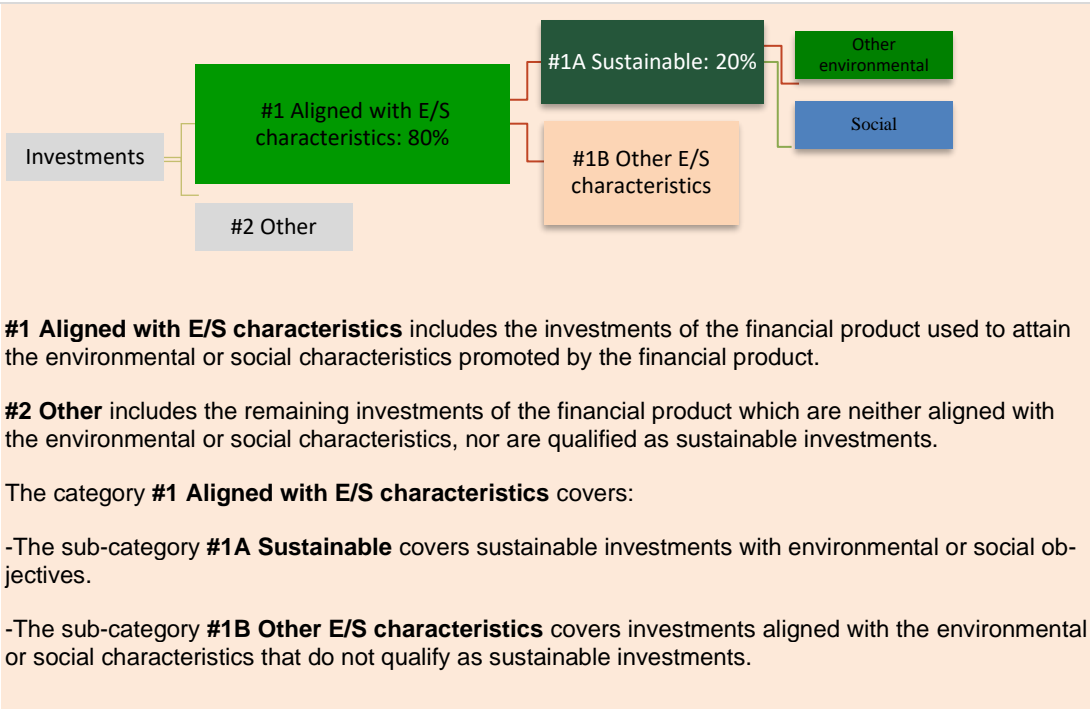 Investments
#1 Aligned with E/S
characteristics: 80%
#2 Other
#1A Sustainable: 20%
#1B Other E/S
characteristics
Other
environmental
Social
#1 Aligned with E/S characteristics includes the investments of the financial product used to attain
the environmental or social characteristics promoted by the financial product.
#2 Other includes the remaining investments of the financial product which are neither aligned with
the environmental or social characteristics, nor are qualified as sustainable investments.
The category #1 Aligned with E/S characteristics covers:
-The sub-category #1A Sustainable covers sustainable investments with environmental or social ob-
jectives.
-The sub-category #1B Other E/S characteristics covers investments aligned with the environmental
or social characteristics that do not qualify as sustainable investments.